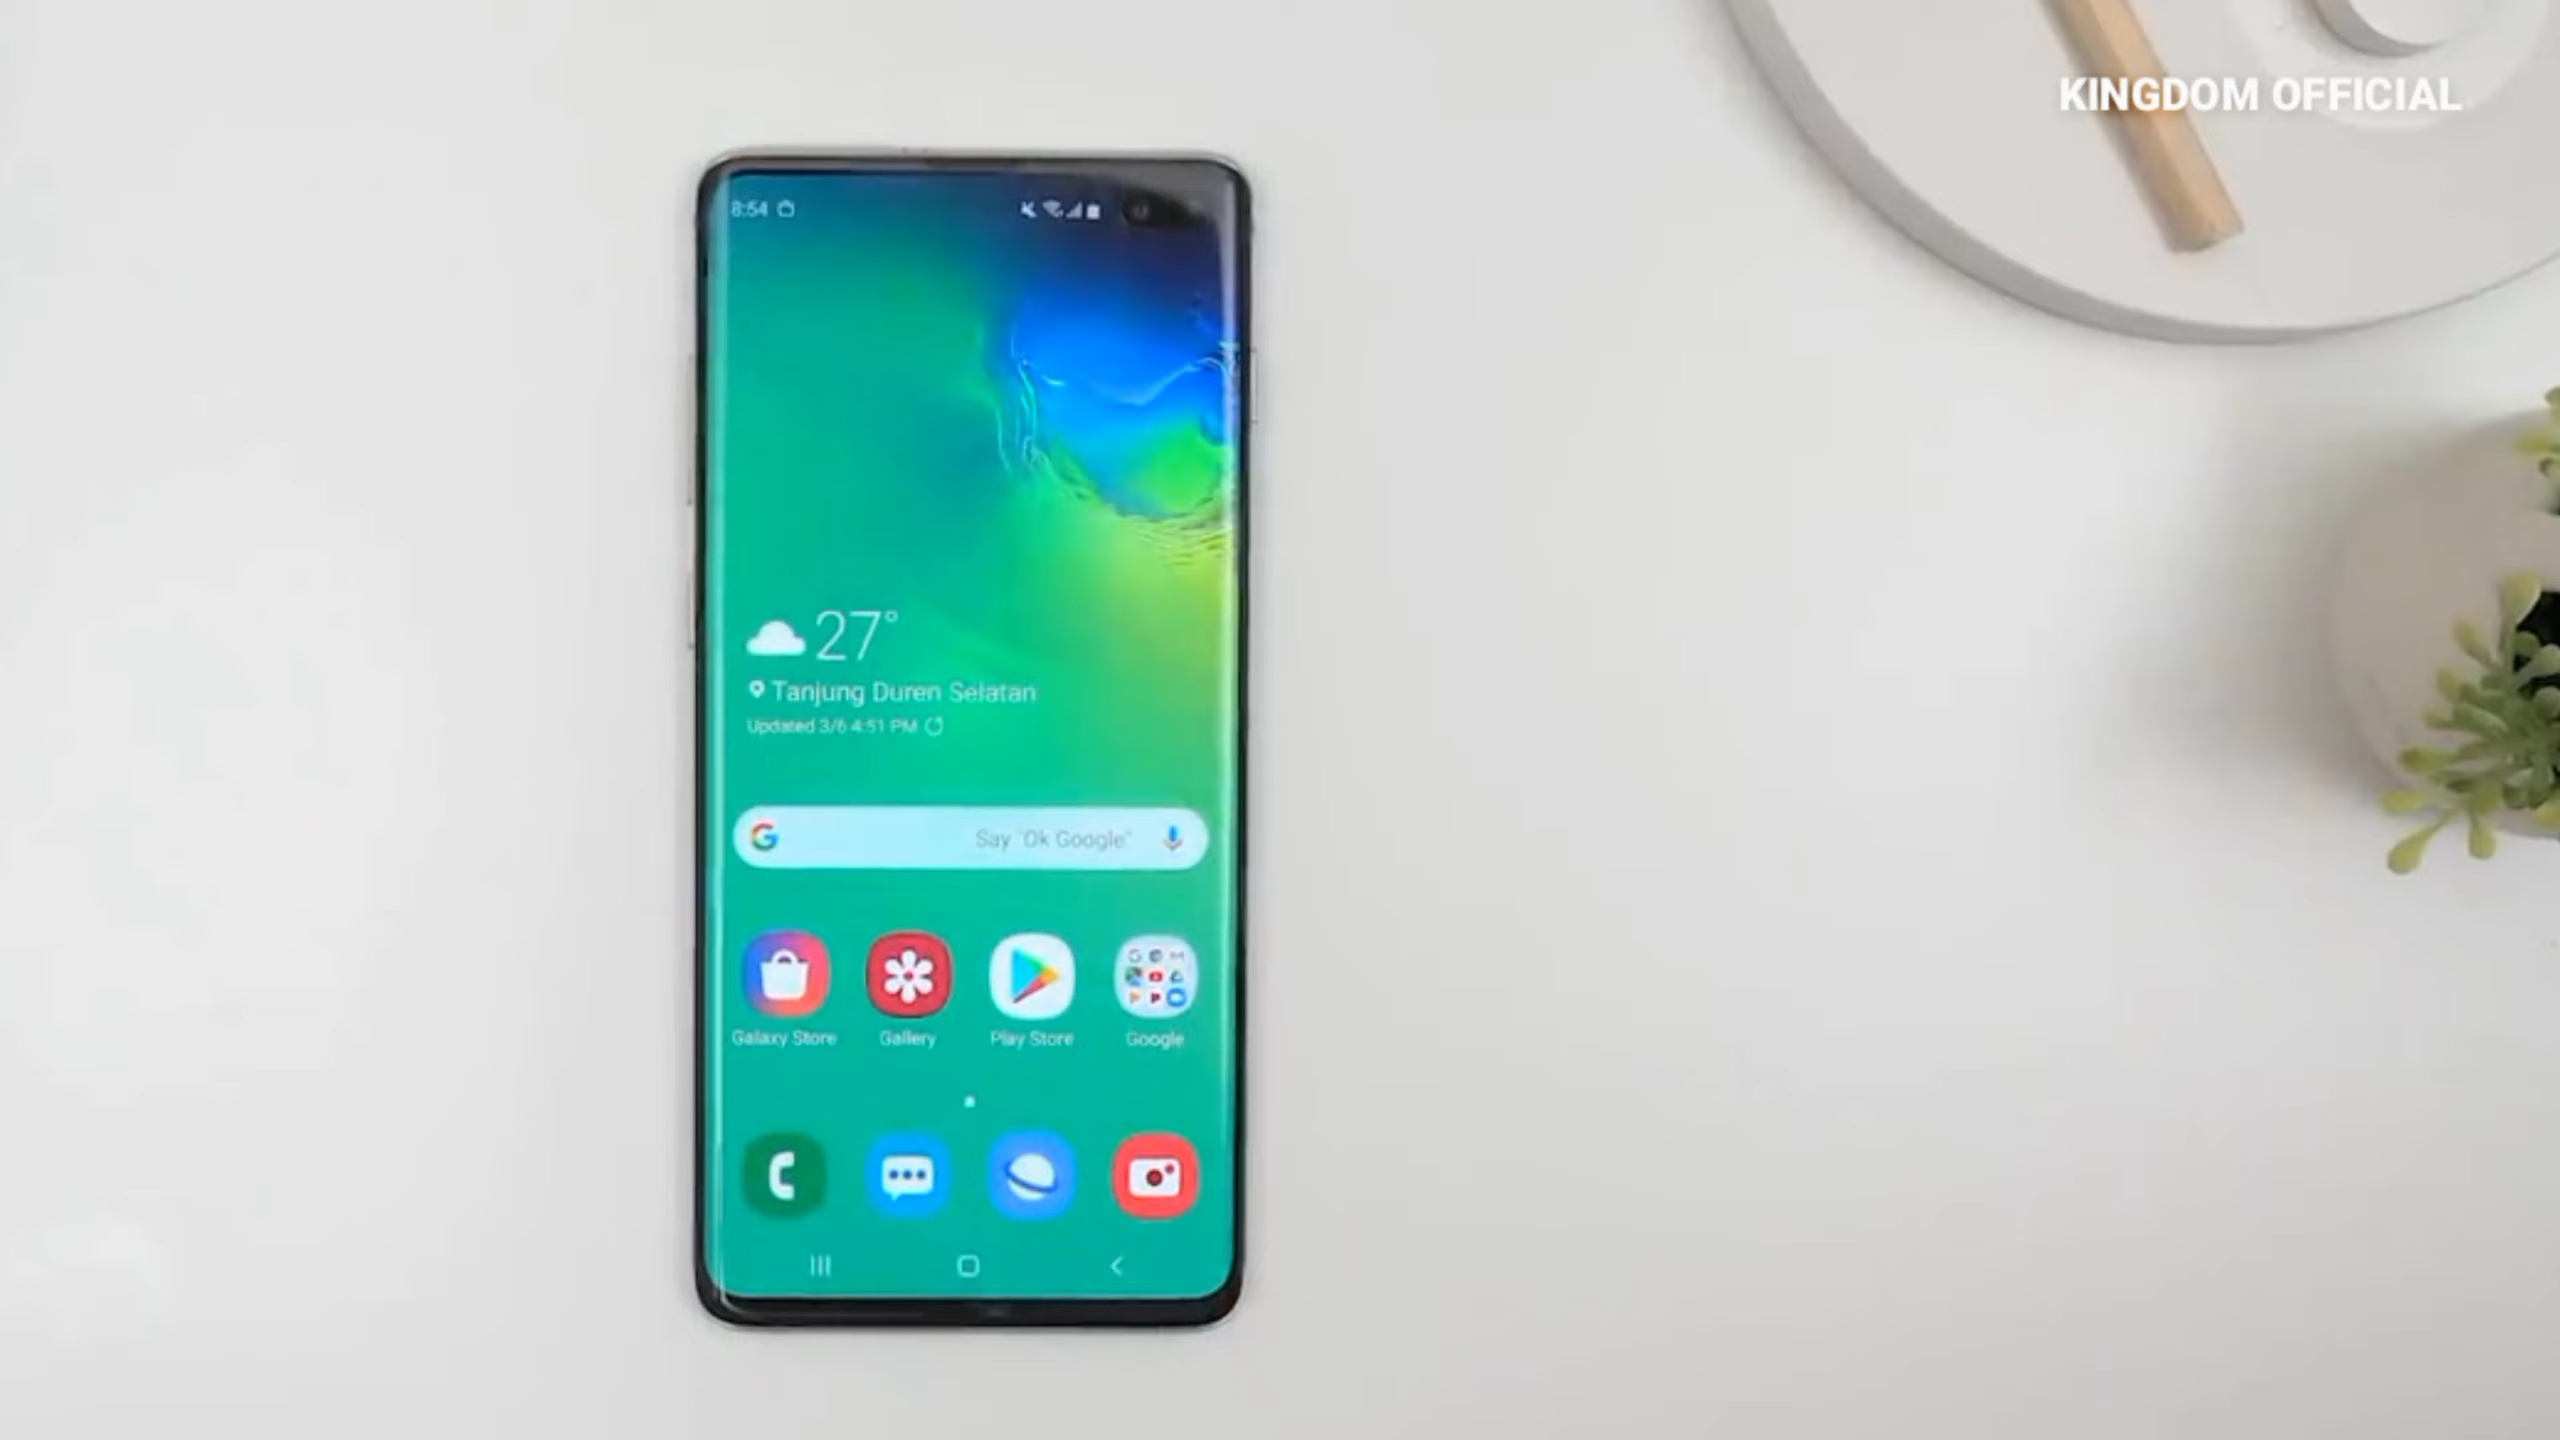 KINGDOM OFFICIAL
8:54
27°
Tanjung Duren Selatan
Updated 3/6 4:51 PM
G Say "Ok Google"
Galaxy Store Gallery Play Store Google